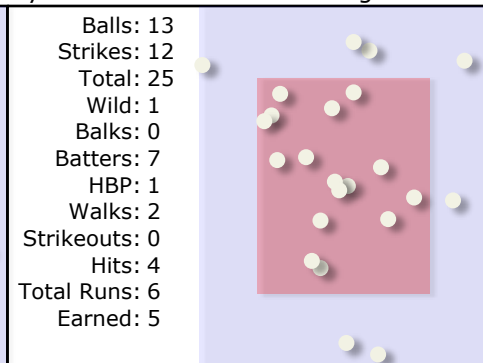 Balls: 13
Strikes: 12
Total: 25
Wild: 1
Balks: 0
Batters: 7
HBP: 1
Walks: 2
Strikeouts: 0
Hits: 4
Total Runs: 6
Earned: 5